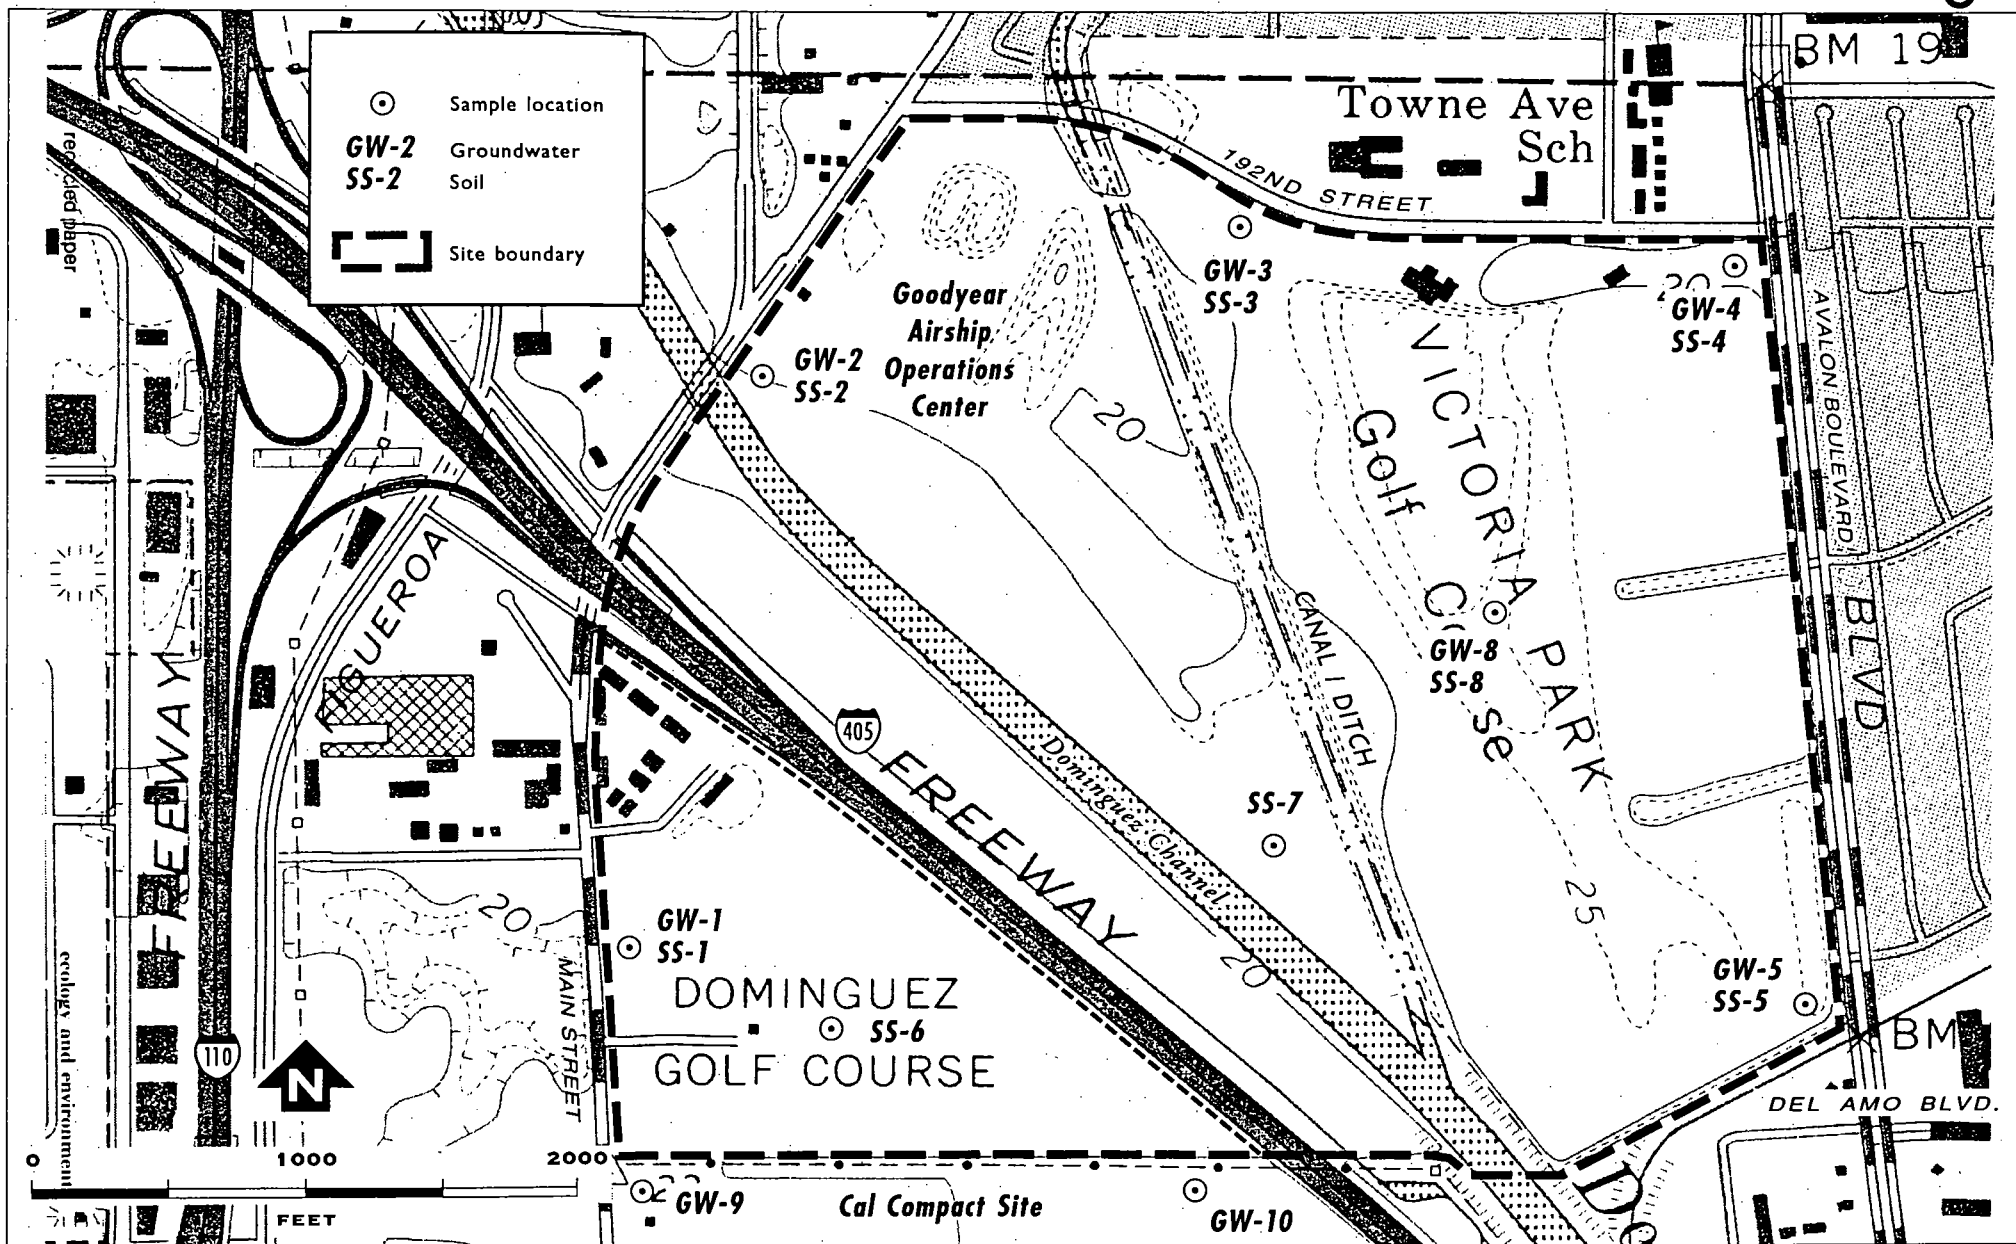 BM 19
Sample location
GW-2 Groundwater
SS-2 Soil
Site boundary
recycled paper
Towne Ave
Sch
192ND STREET
GW-3
SS-3
20
GW-4
SS-4
Goodyear
Airship
Operations
Center
GW-2
SS-2
20
VICTORIA PARK
Golf
AVALON BOULEVARD
BLVD
FIGUEROA
CANAL / DITCH
GW-8
SS-8
405
FREEWAY
FREEWAY
Dominguez Channel
SS-7
25
20
20
GW-1
SS-1
MAIN STREET
DOMINGUEZ
SS-6
GOLF COURSE
GW-5
SS-5
BM
DEL AMO BLVD.
110
N
ecology and environment
0 1000 2000
FEET
GW-9
Cal Compact Site
GW-10